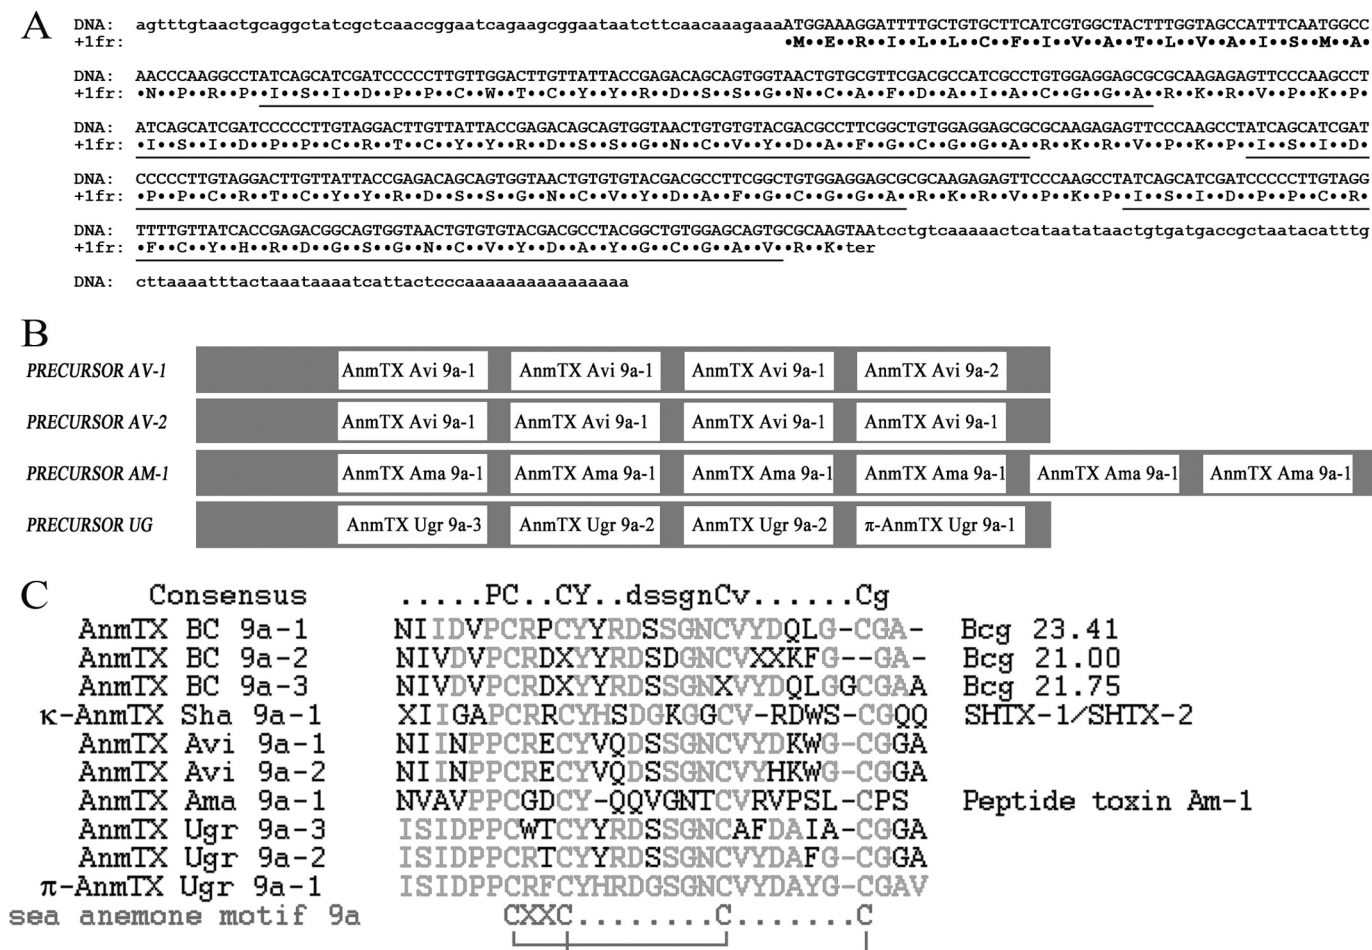 A
DNA: agtttgtaactgcaggctatcgctcaaccggaatcagaagcggaataatcttcaacaaagaaaATGGAAAGGATTTTGCTGTGCTTCATCGTGGCTACTTTGGTAGCCATTTCAATGGCC
+1fr: •M••E••R••I••L••L••C••F••I••V••A••T••L••V••A••I••S••M••A•
DNA: AACCCAAGGCCTATCAGCATCGATCCCCCTTGTTGGACTTGTTATTACCGAGACAGCAGTGGTAACTGTGCGTTCGACGCCATCGCCTGTGGAGGAGCGCGCAAGAGAGTTCCCAAGCCT
+1fr: •N••P••R••P••I••S••I••D••P••P••C••W••T••C••Y••Y••R••D••S••S••G••N••C••A••F••D••A••I••A••C••G••G••A••R••K••R••V••P••K••P•
DNA: ATCAGCATCGATCCCCCTTGTAGGACTTGTTATTACCGAGACAGCAGTGGTAACTGTGTGTACGACGCCTTCGGCTGTGGAGGAGCGCGCAAGAGAGTTCCCAAGCCTATCAGCATCGAT
+1fr: •I••S••I••D••P••P••C••R••T••C••Y••Y••R••D••S••S••G••N••C••V••Y••D••A••F••G••C••G••G••A••R••K••R••V••P••K••P••I••S••I••D•
DNA: CCCCCTTGTAGGACTTGTTATTACCGAGACAGCAGTGGTAACTGTGTGTACGACGCCTTCGGCTGTGGAGGAGCGCGCAAGAGAGTTCCCAAGCCTATCAGCATCGATCCCCCTTGTAGG
+1fr: •P••P••C••R••T••C••Y••Y••R••D••S••S••G••N••C••V••Y••D••A••F••G••C••G••G••A••R••K••R••V••P••K••P••I••S••I••D••P••P••C••R•
DNA: TTTTGTTATCACCGAGACGGCAGTGGTAACTGTGTGTACGACGCCTACGGCTGTGGAGCAGTGCGCAAGTAAtcctgtcaaaaactcataatataactgtgatgaccgctaatacatttg
+1fr: •F••C••Y••H••R••D••G••S••G••N••C••V••Y••D••A••Y••G••C••G••A••V••R••K•ter
DNA: cttaaaatttactaaataaaatcattactcccaaaaaaaaaaaaaaaa
B
PRECURSOR AV-1 AnmTX Avi 9a-1 AnmTX Avi 9a-1 AnmTX Avi 9a-1 AnmTX Avi 9a-2
PRECURSOR AV-2 AnmTX Avi 9a-1 AnmTX Avi 9a-1 AnmTX Avi 9a-1 AnmTX Avi 9a-1
PRECURSOR AM-1 AnmTX Ama 9a-1 AnmTX Ama 9a-1 AnmTX Ama 9a-1 AnmTX Ama 9a-1 AnmTX Ama 9a-1 AnmTX Ama 9a-1
PRECURSOR UG AnmTX Ugr 9a-3 AnmTX Ugr 9a-2 AnmTX Ugr 9a-2 π-AnmTX Ugr 9a-1
C
Consensus .....PC..CY..dssgnCv......Cg
AnmTX BC 9a-1 NIIDVPCRPCYYRDSSGNCVYDQLG-CGA- Bcg 23.41
AnmTX BC 9a-2 NIVDVPCRDXYYRDSDGNCVXXKFG--GA- Bcg 21.00
AnmTX BC 9a-3 NIVDVPCRDXYYRDSSGNXVYDQLGGCGAA Bcg 21.75
κ-AnmTX Sha 9a-1 XIIGAPCRRCYHSDGKGGCV-RDWS-CGQQ SHTX-1/SHTX-2
AnmTX Avi 9a-1 NIINPPCRECYVQDSSGNCVYDKWG-CGGA
AnmTX Avi 9a-2 NIINPPCRECYVQDSSGNCVYHKWG-CGGA
AnmTX Ama 9a-1 NVAVPPCGDCY-QQVGNTCVRVPSL-CPS Peptide toxin Am-1
AnmTX Ugr 9a-3 ISIDPPCWTCYYRDSSGNCAFDAIA-CGGA
AnmTX Ugr 9a-2 ISIDPPCRTCYYRDSSGNCVYDAFG-CGGA
π-AnmTX Ugr 9a-1 ISIDPPCRFCYHRDGSGNCVYDAYG-CGAV
sea anemone motif 9a CXXC........C.......C